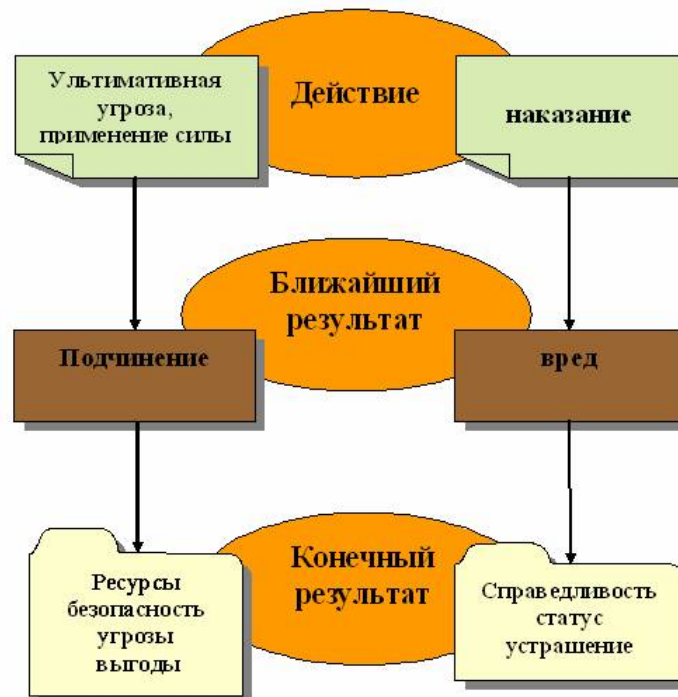 Ультимативная
угроза,
применение силы
Действие
наказание
Ближайший
результат
Подчинение
вред
Конечный
результат
Ресурсы
безопасность
угрозы
выгоды
Справедливость
статус
устрашение